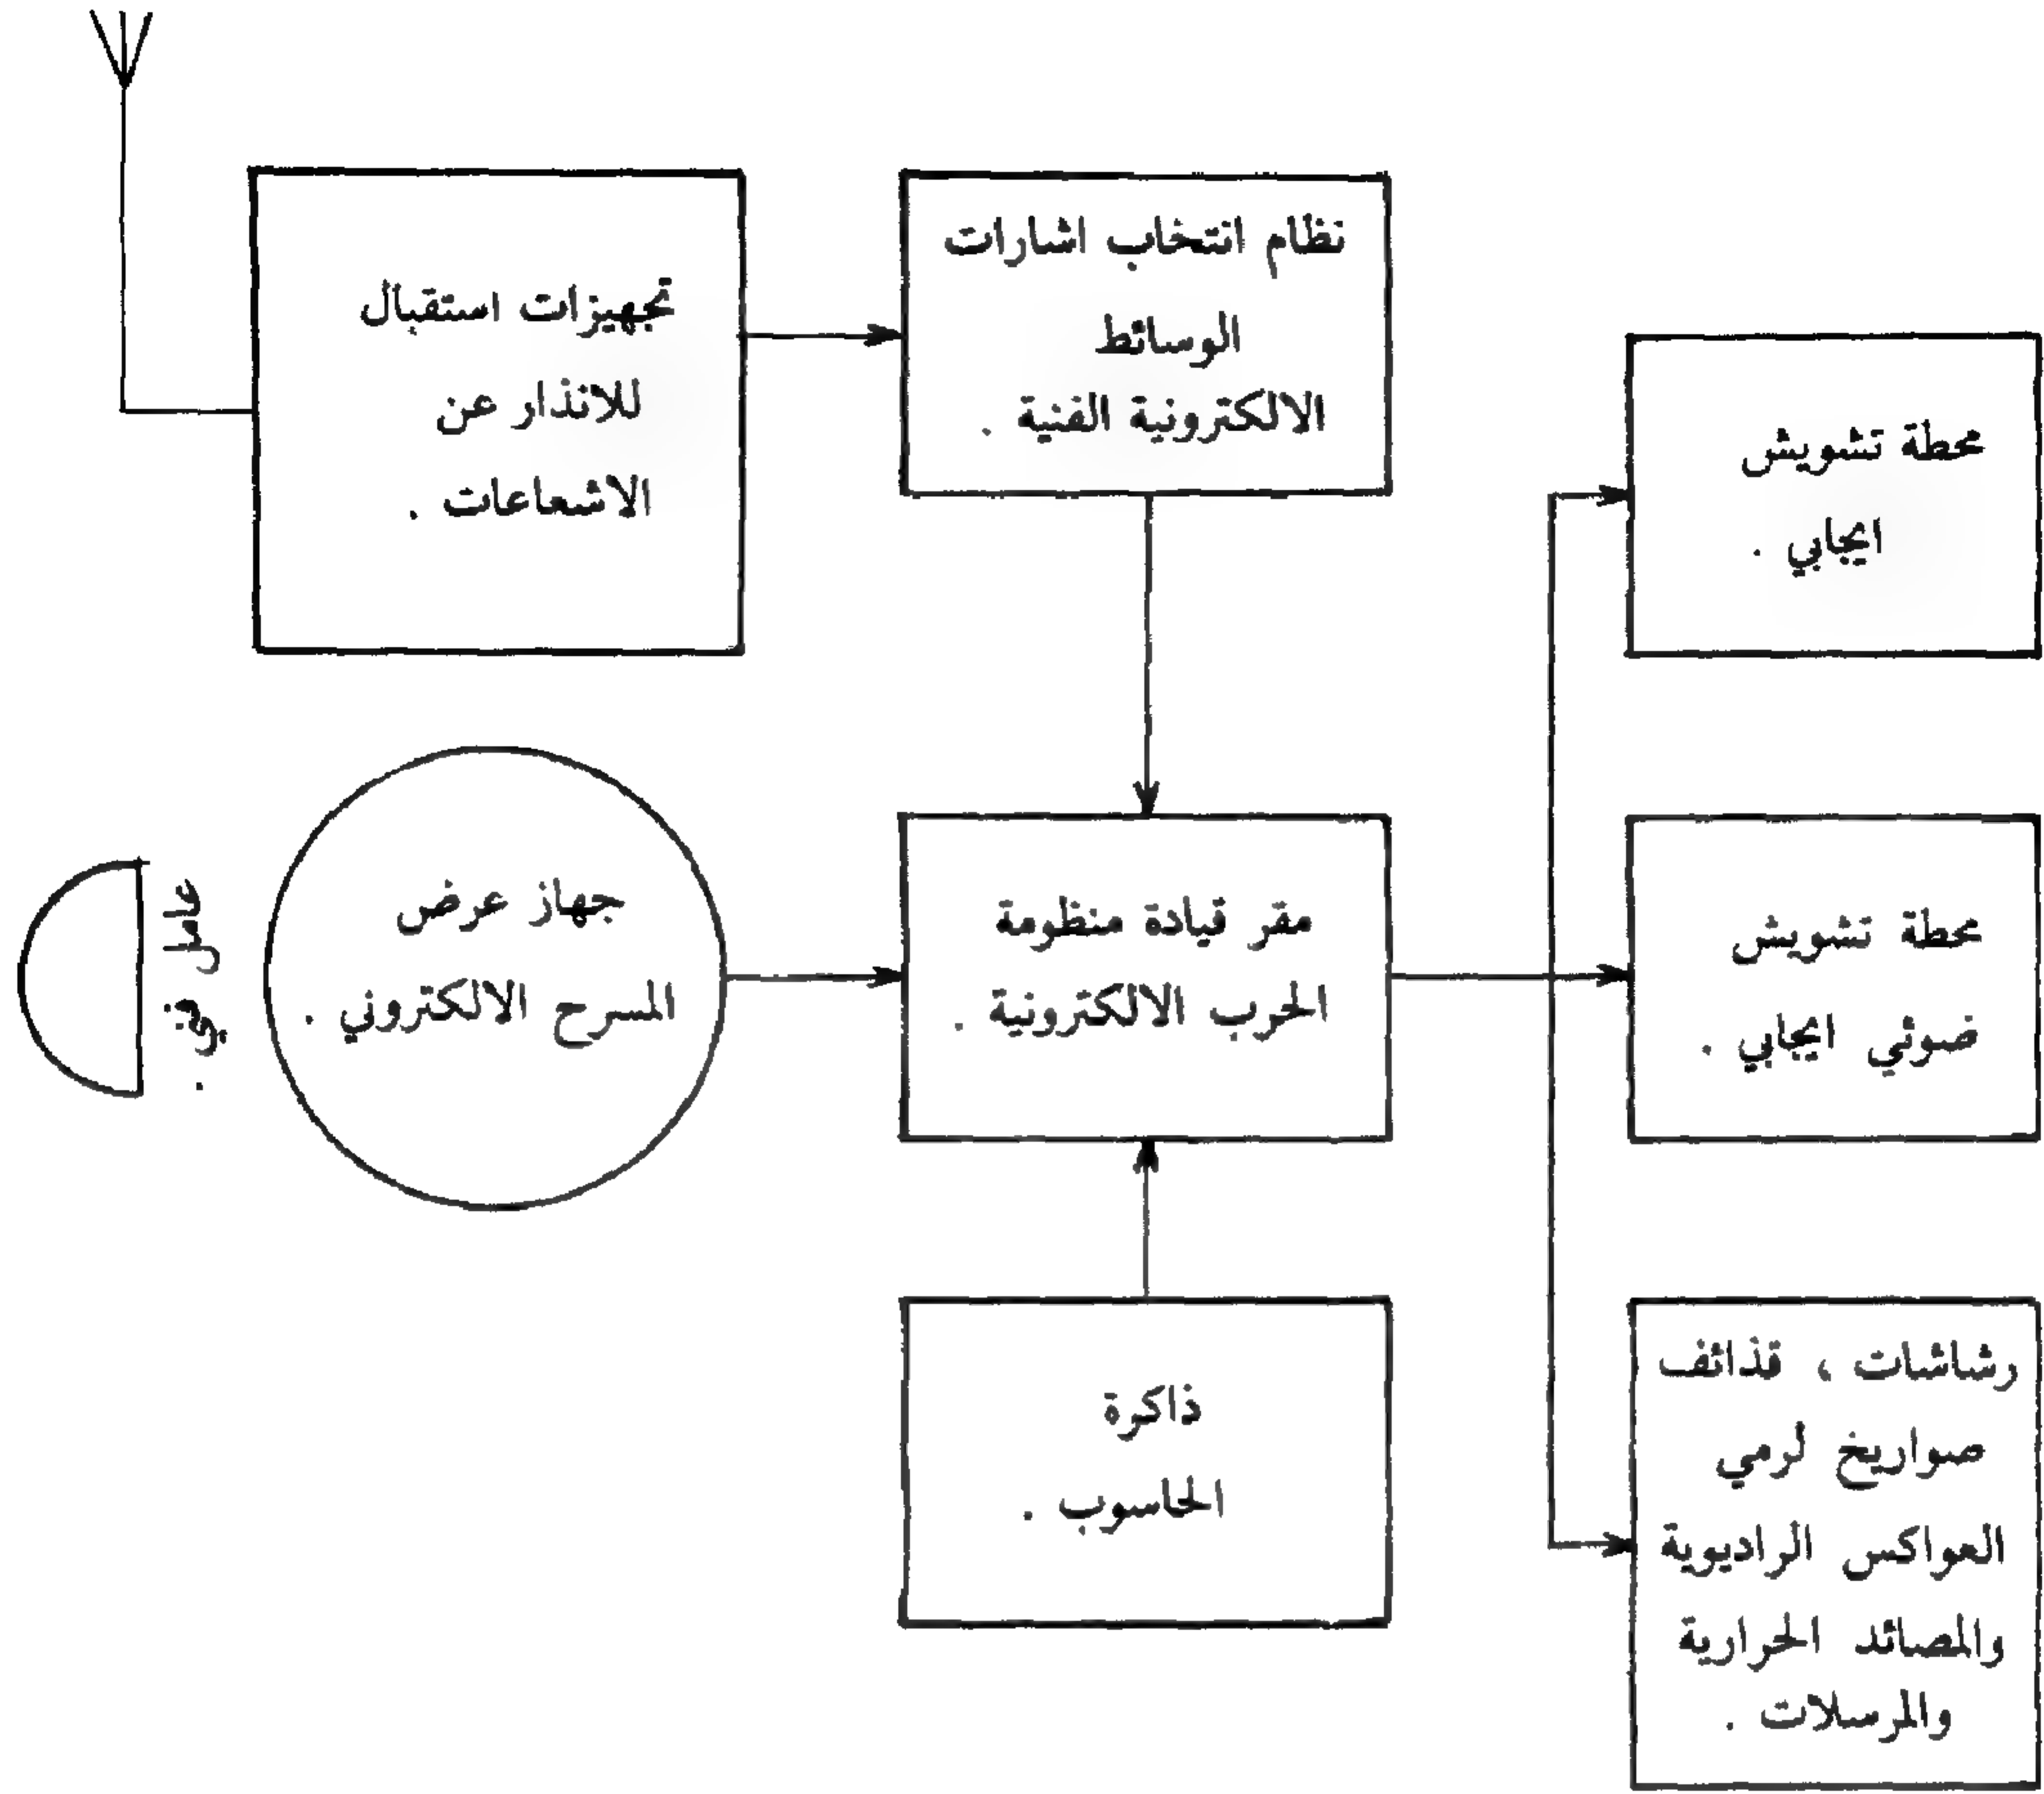 تجهيزات استقبال
للانذار عن
الاشعاعات .
نظام انتخاب اشارات
الوسائط
الالكترونية الفنية .
محطة تشويش
ايجابي .
عامل فني .
جهاز عرض
المسرح الالكتروني .
مقر قيادة منظومة
الحرب الالكترونية .
محطة تشويش
ضوئي ايجابي .
ذاكرة
الحاسوب .
رشاشات ، قذائف
صواريخ لرمي
العواكس الراديوية
والمصائد الحرارية
والمرسلات .